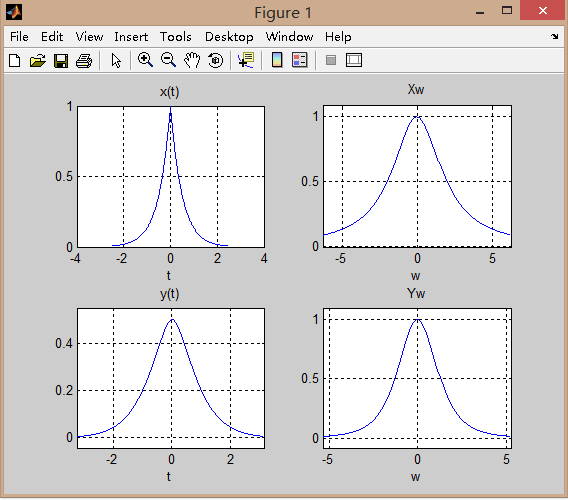 Figure 1
File Edit View Insert Tools Desktop Window Help
x(t)
1
0.5
0
-4 -2 0 2 4
t
Xw
1
0.5
0
-5 0 5
w
y(t)
0.4
0.2
0
-2 0 2
t
Yw
1
0.5
0
-5 0 5
w